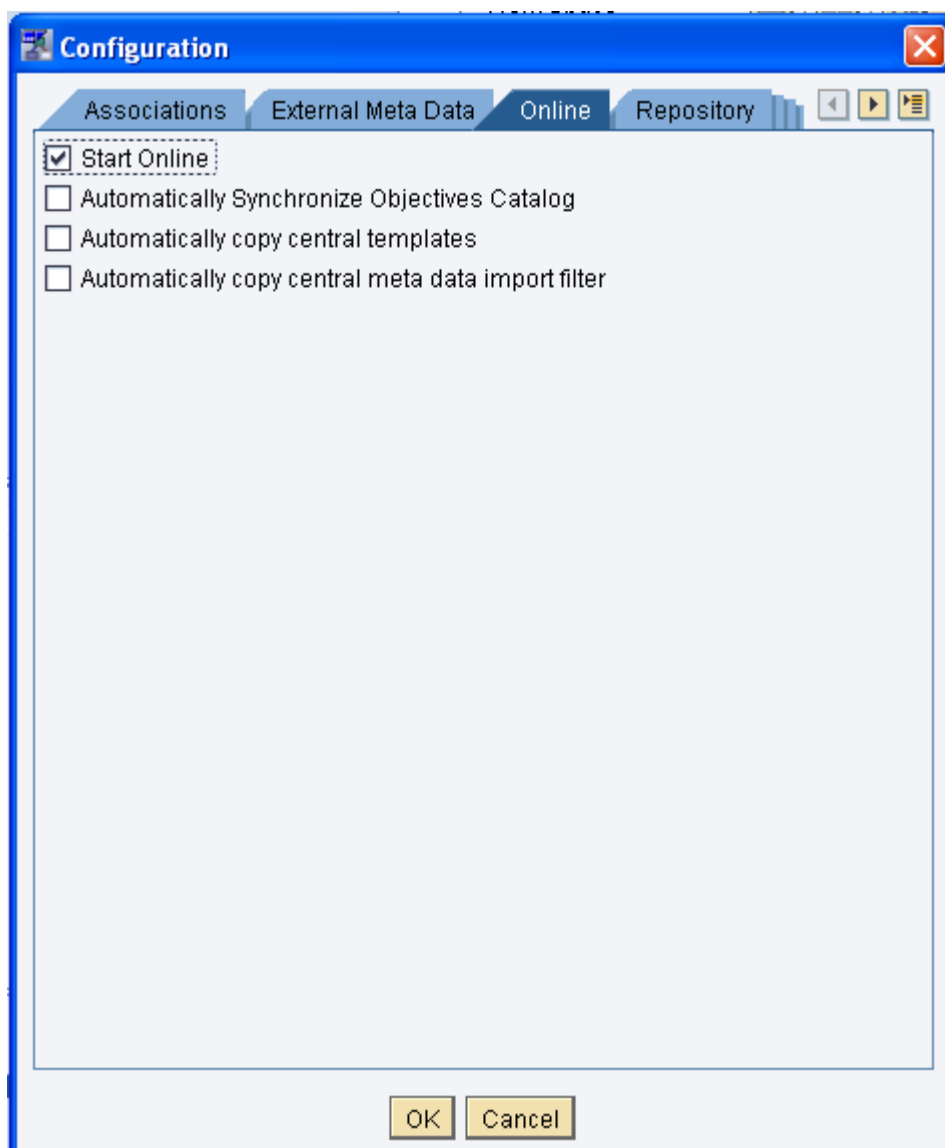 Configuration
Associations External Meta Data Online Repository
Start Online
Automatically Synchronize Objectives Catalog
Automatically copy central templates
Automatically copy central meta data import filter
OK Cancel